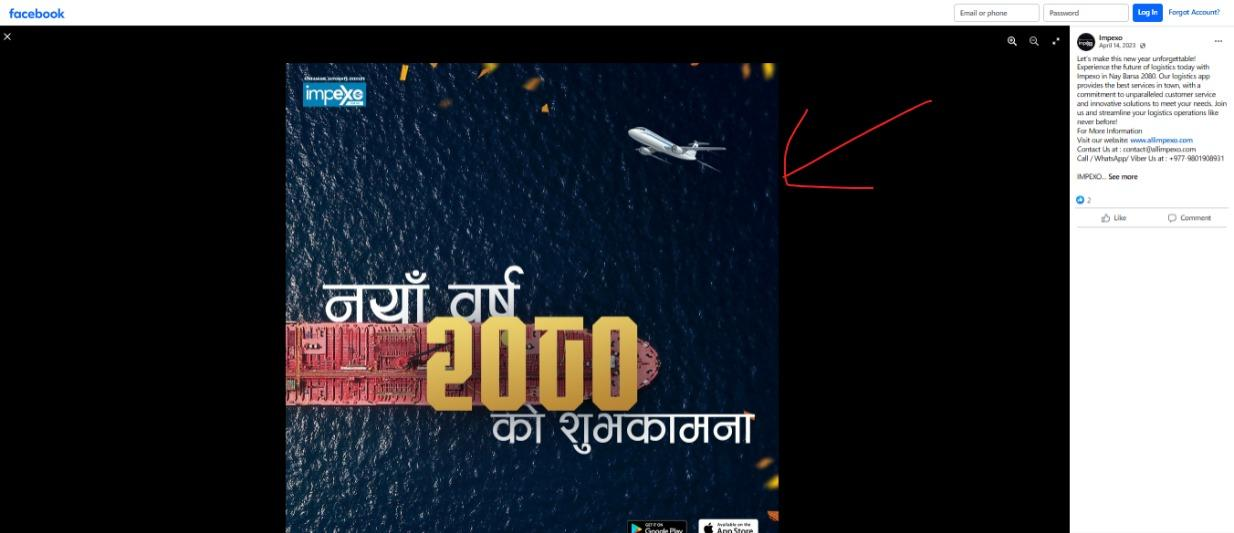 facebook
Email or phone
Password
Log In
Forgot Account?
impexo
नयाँ वर्ष
२०८०
को शुभकामना
GET IT ON
Google Play
Available on the
App Store
Impexo
April 14, 2023
Let's make this new year unforgettable!
Experience the future of logistics today with
Impexo in Nay Barsa 2080. Our logistics app
provides the best services in town, with a
commitment to unparalleled customer service
and innovative solutions to meet your needs. Join
us and streamline your logistics operations like
never before!
For More Information
Visit our website: www.allimpexo.com
Contact Us at : contact@allimpexo.com
Call / WhatsApp/ Viber Us at : +977-9801908931
IMPEXO... See more
2
Like
Comment